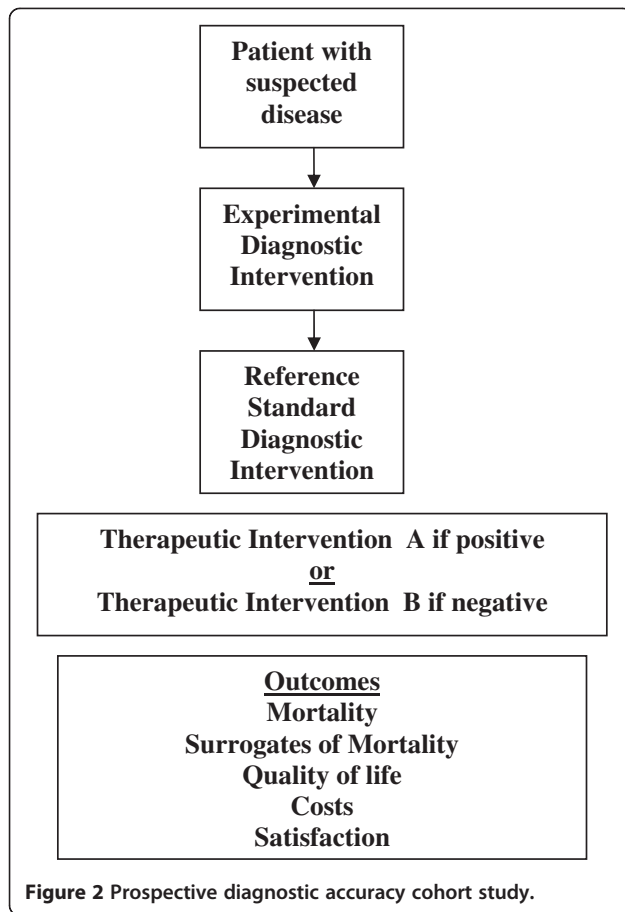 Patient with
suspected
disease
Experimental
Diagnostic
Intervention
Reference
Standard
Diagnostic
Intervention
Therapeutic Intervention A if positive
or
Therapeutic Intervention B if negative
Outcomes
Mortality
Surrogates of Mortality
Quality of life
Costs
Satisfaction
Figure 2 Prospective diagnostic accuracy cohort study.